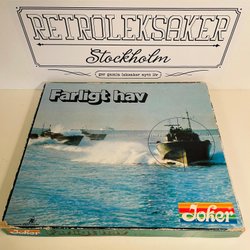 RETROLEKSAKER
Stockholm
ger gamla leksaker nytt liv
Farligt hav
Joker